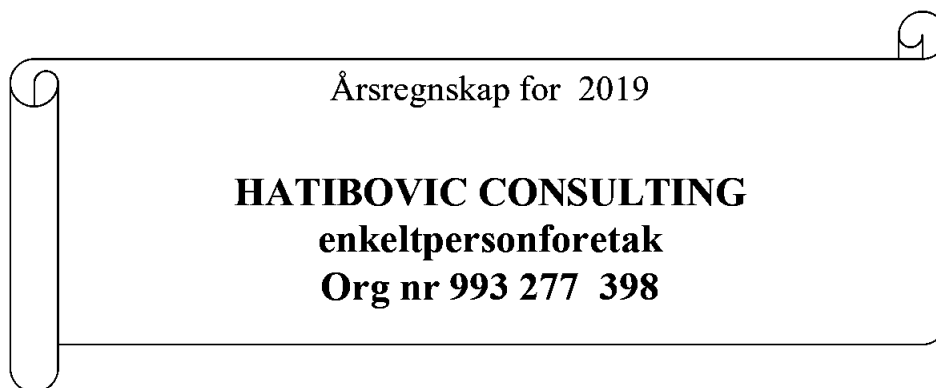 Årsregnskap for 2019
HATIBOVIC CONSULTING
enkeltpersonforetak
Org nr 993 277 398